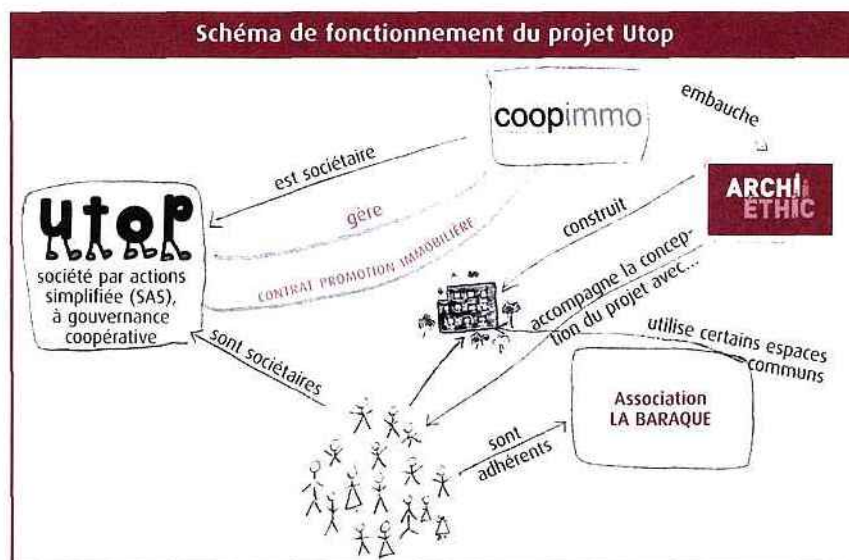 Schéma de fonctionnement du projet Utop
coopimmo
embauche
est sociétaire
ARCHI
ÉTHIC
gère
construit
utop
société par actions
simplifiée (SAS),
à gouvernance
coopérative
CONTRAT PROMOTION IMMOBILIÈRE
accompagne la concep-
tion du projet avec...
utilise certains espaces
communs
sont sociétaires
Association
LA BARAQUE
sont
adhérents